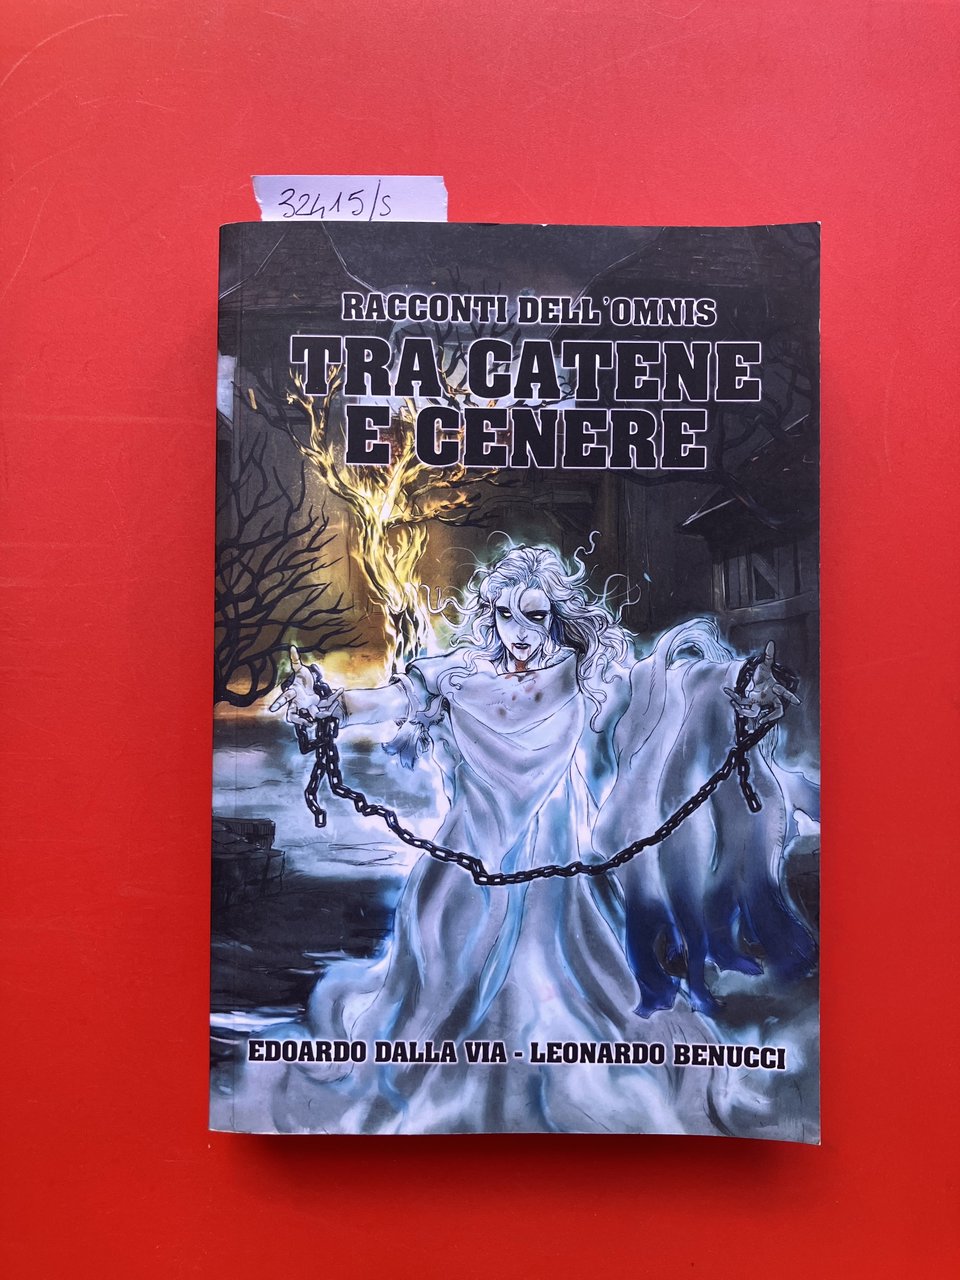 32415/s
RACCONTI DELL'OMNIS
TRA CATENE
E CENERE
EDOARDO DALLA VIA - LEONARDO BENUCCI